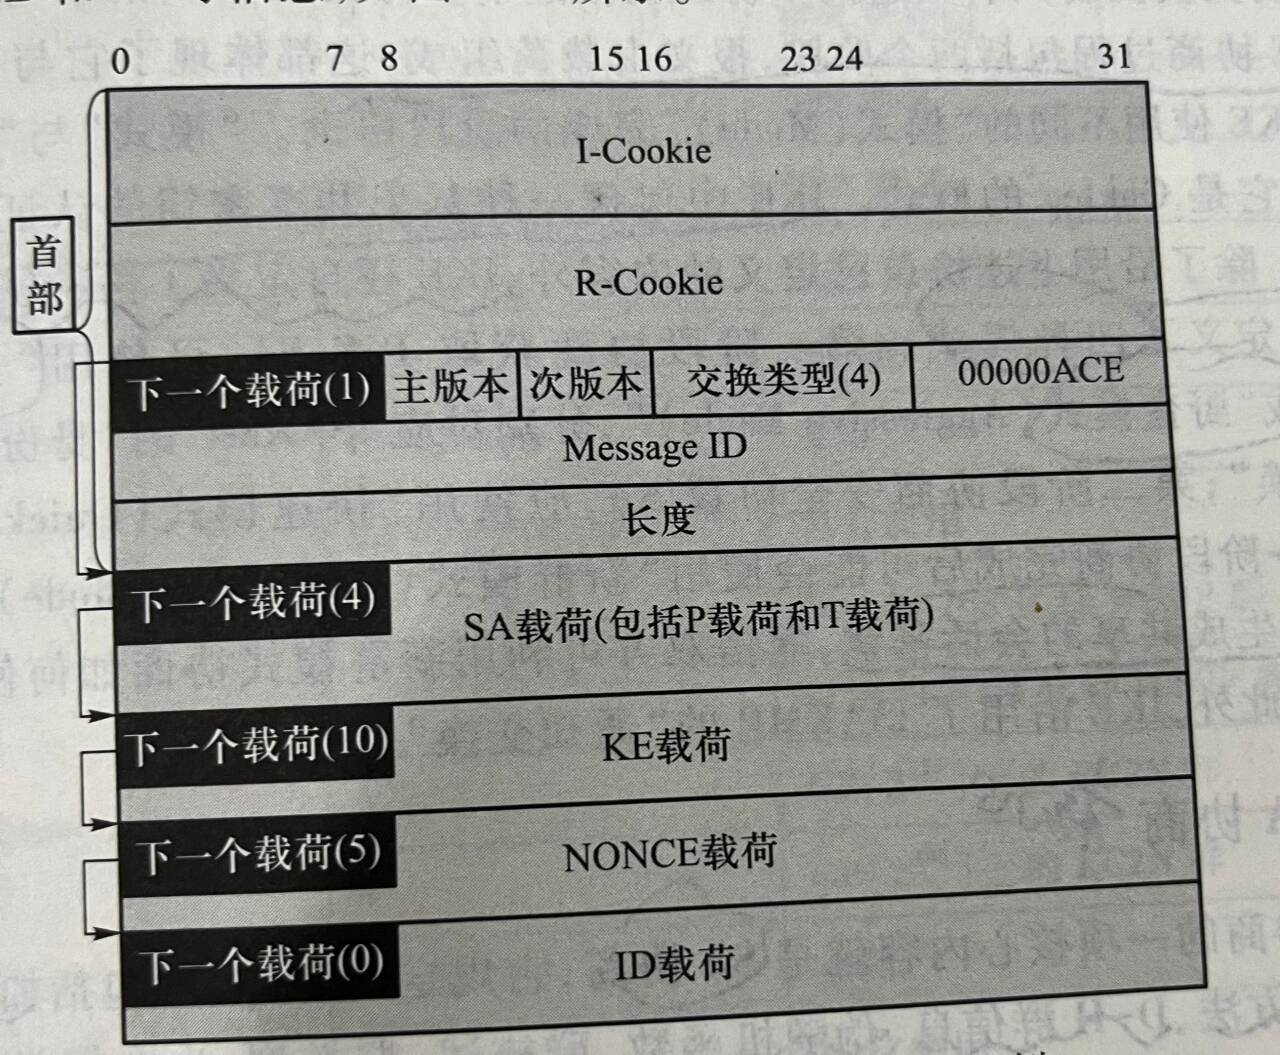 0 7 8 15 16 23 24 31
I-Cookie
首部
R-Cookie
下一个载荷(1) 主版本 次版本 交换类型(4) 00000ACE
Message ID
长度
下一个载荷(4)
SA载荷(包括P载荷和T载荷)
下一个载荷(10)
KE载荷
下一个载荷(5)
NONCE载荷
下一个载荷(0)
ID载荷